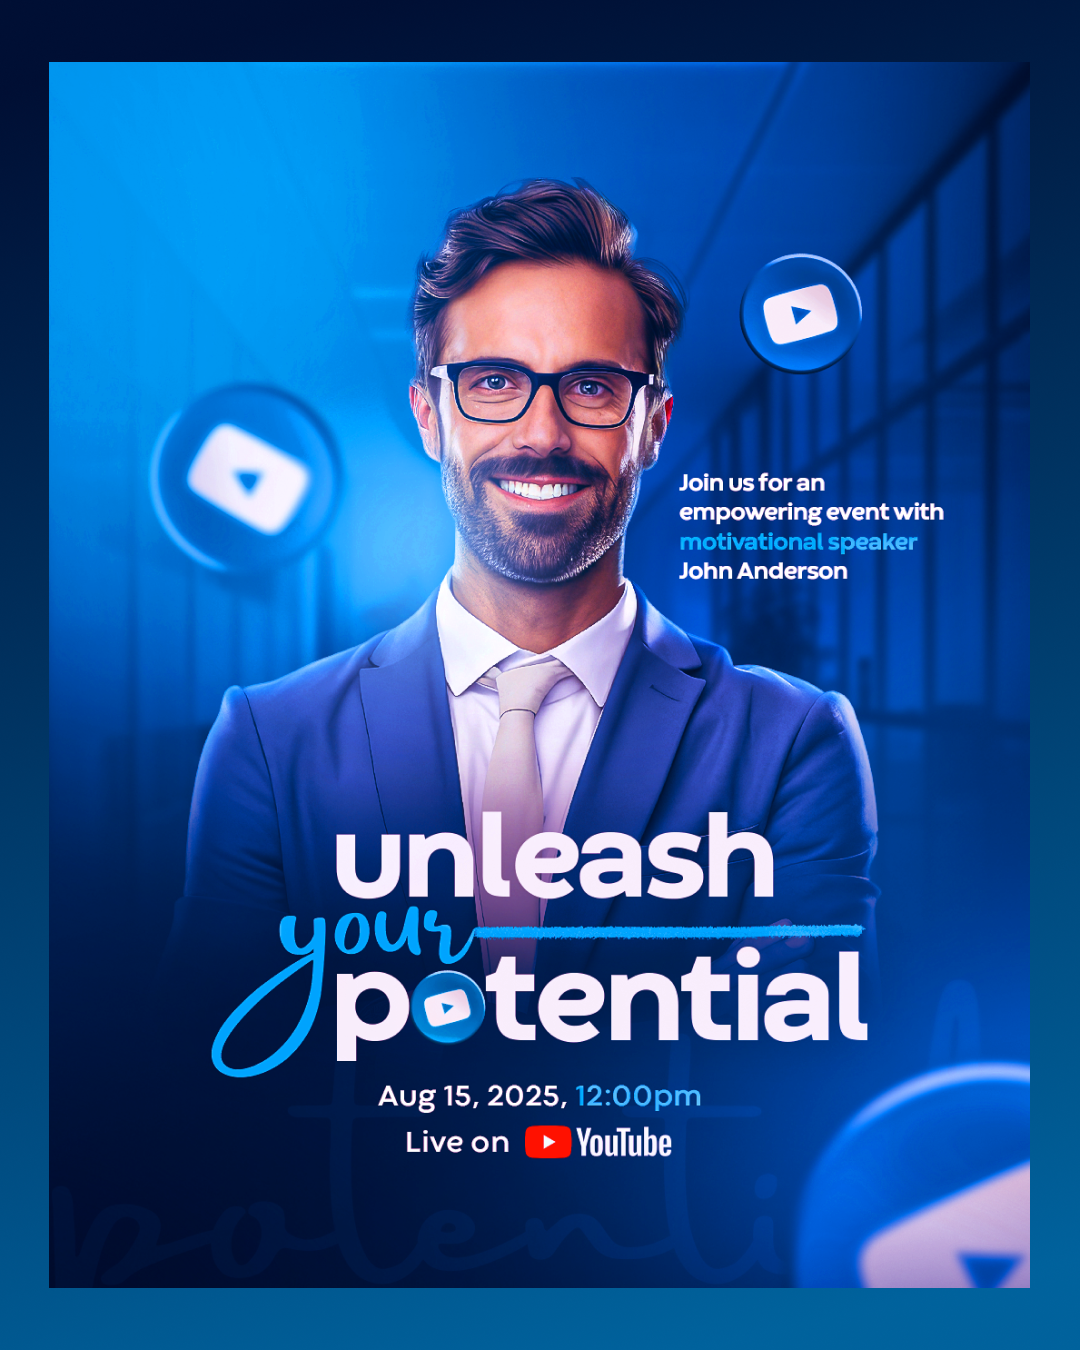 Join us for an
empowering event with
motivational speaker
John Anderson
unleash
your
potential
Aug 15, 2025, 12:00pm
Live on YouTube
potential